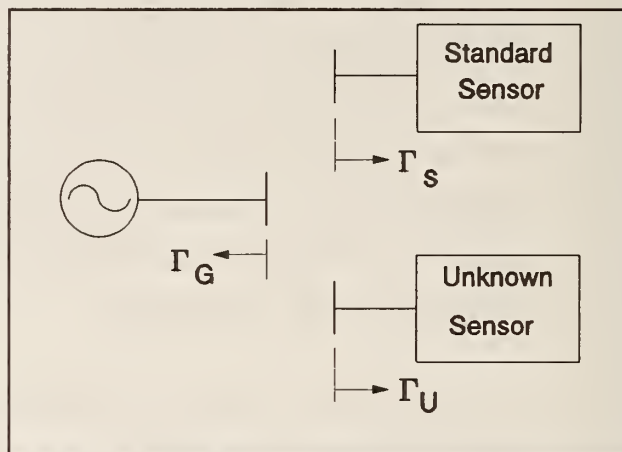 Standard
Sensor
Γ_S
Γ_G
Unknown
Sensor
Γ_U